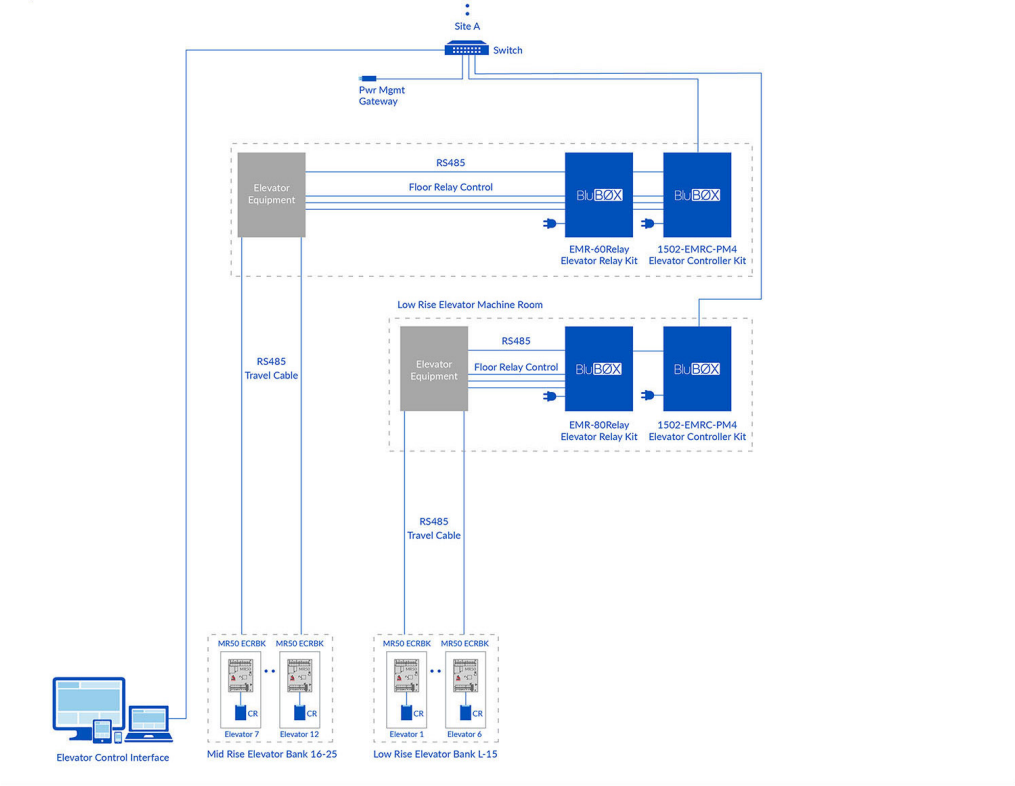 Site A
Switch
Pwr Mgmt
Gateway
Elevator
Equipment
RS485
Floor Relay Control
BluBØX
BluBØX
EMR-60Relay
Elevator Relay Kit
1502-EMRC-PM4
Elevator Controller Kit
Low Rise Elevator Machine Room
Elevator
Equipment
RS485
Floor Relay Control
BluBØX
BluBØX
EMR-80Relay
Elevator Relay Kit
1502-EMRC-PM4
Elevator Controller Kit
RS485
Travel Cable
RS485
Travel Cable
MR50 ECRBK
MR50 ECRBK
CR
CR
Elevator 7
Elevator 12
Mid Rise Elevator Bank 16-25
MR50 ECRBK
MR50 ECRBK
CR
CR
Elevator 1
Elevator 6
Low Rise Elevator Bank L-15
Elevator Control Interface